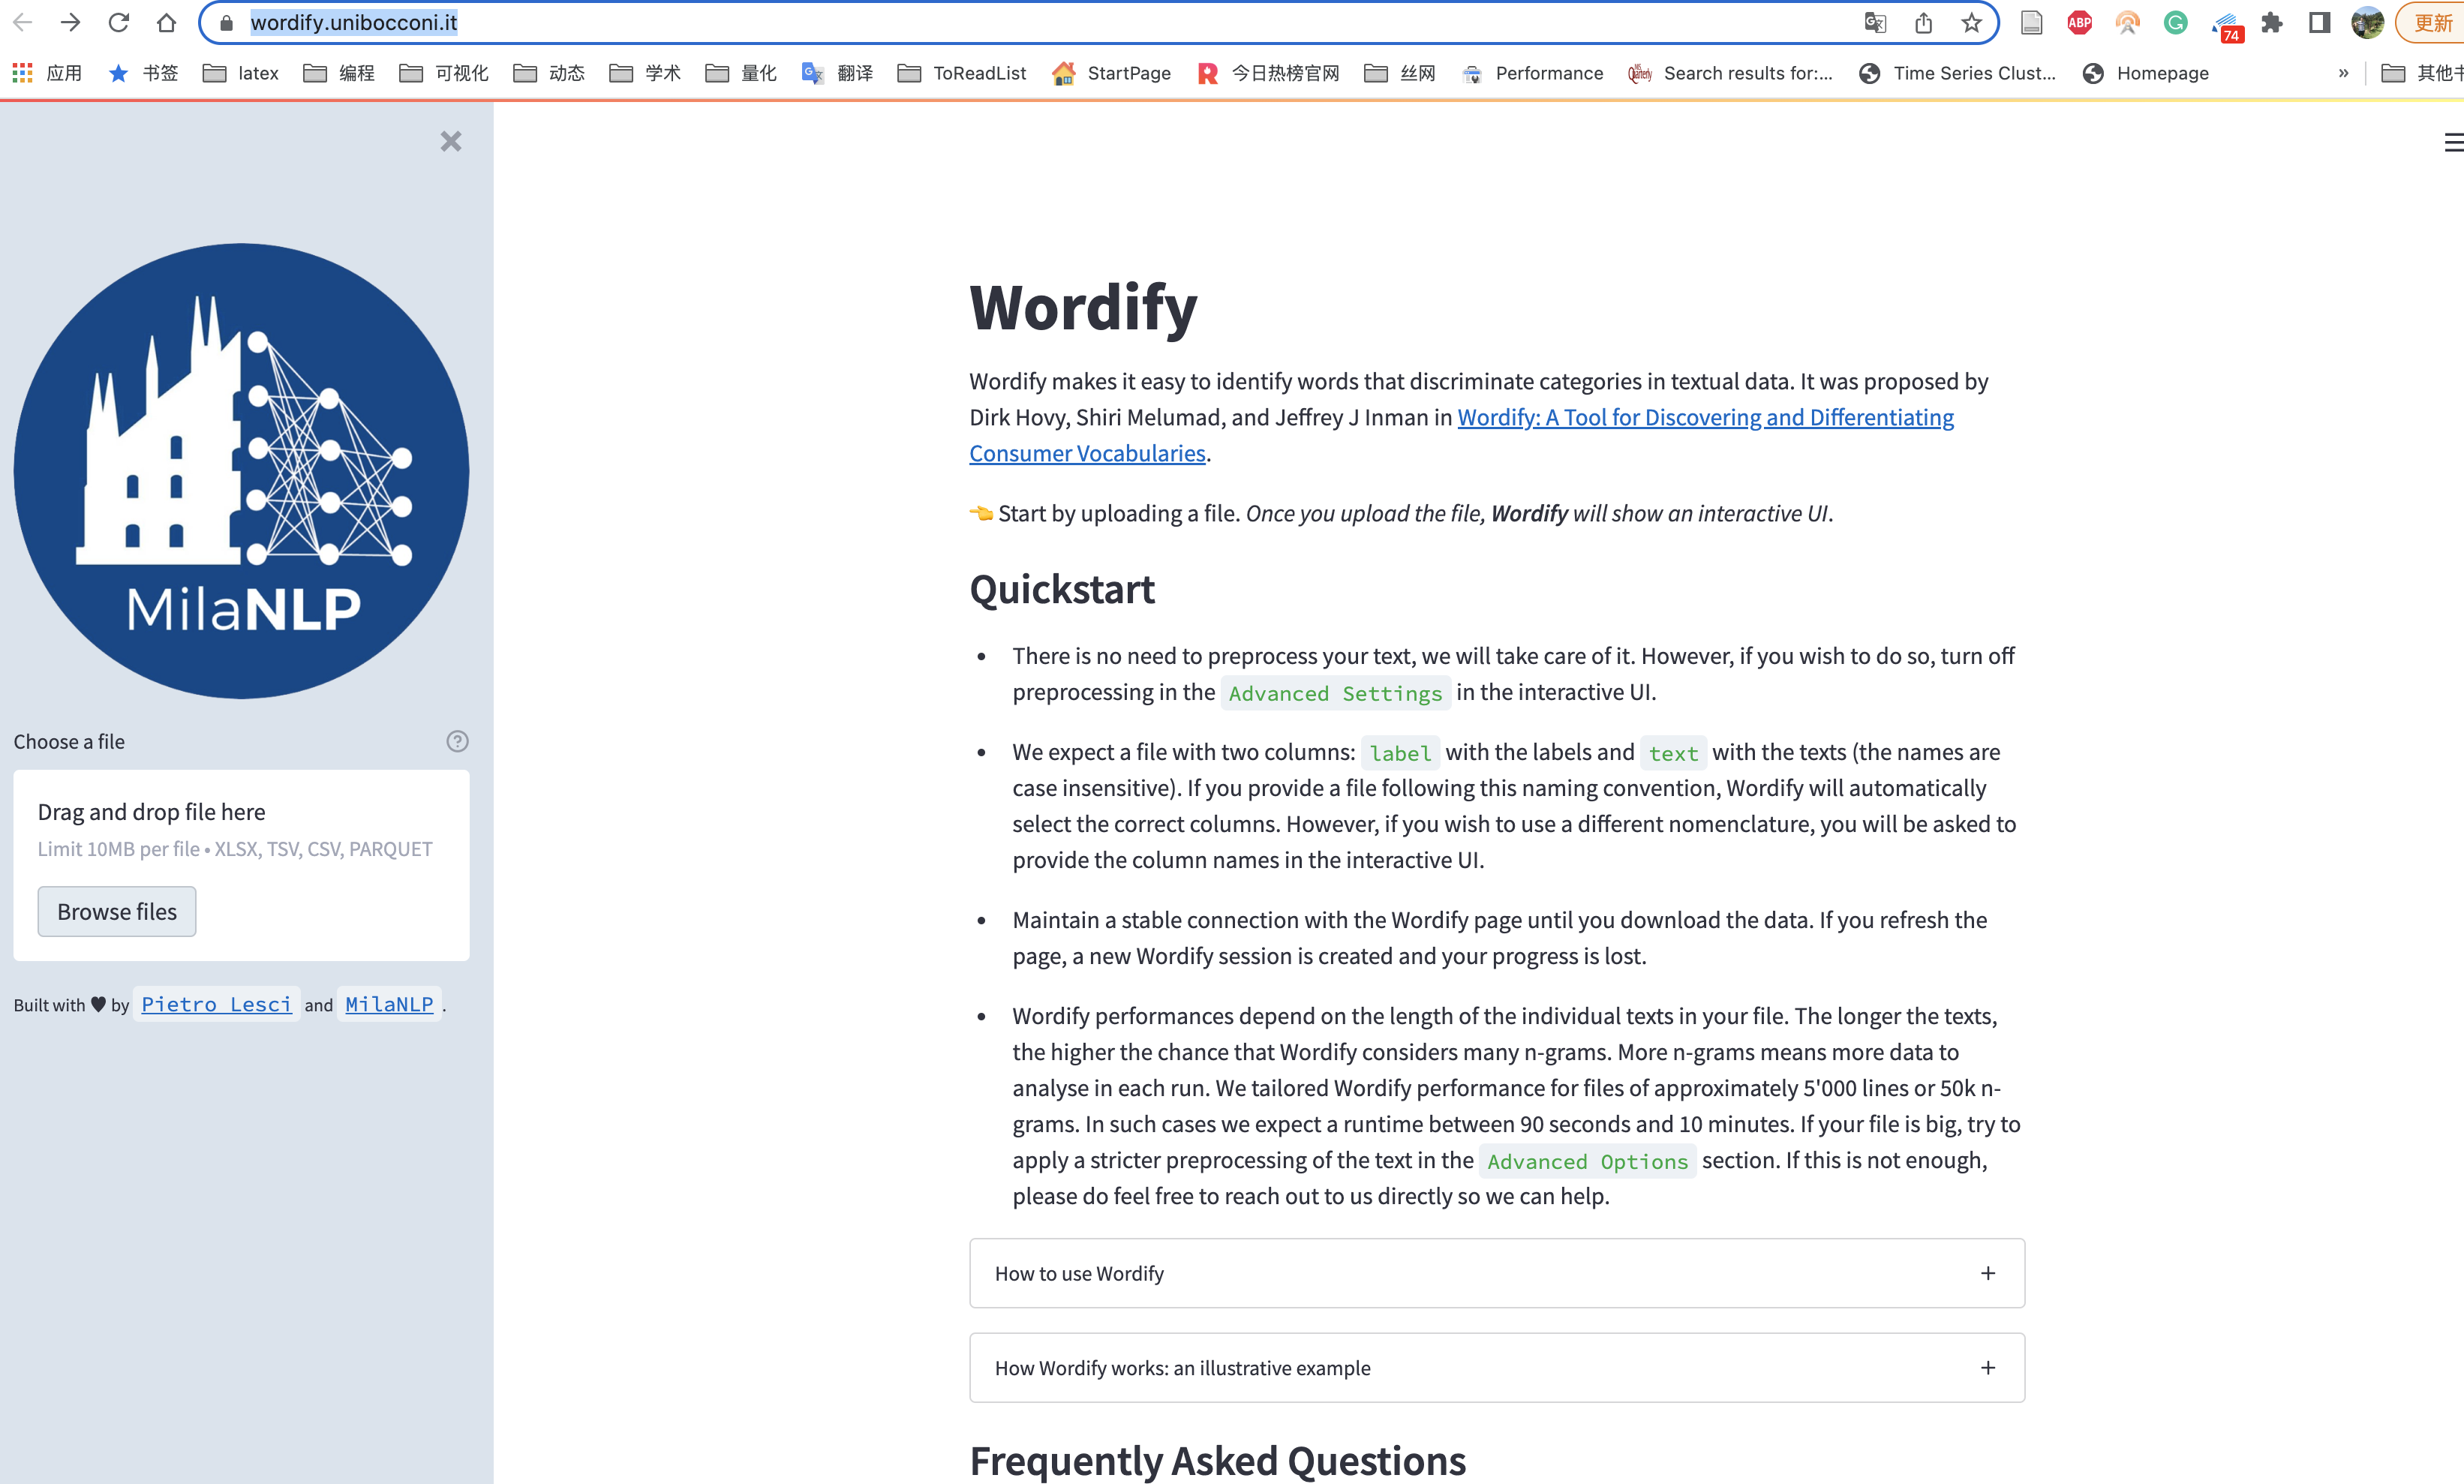 wordify.unibocconi.it
ABP
74
更新
应用
书签
latex
编程
可视化
动态
学术
量化
翻译
ToReadList
StartPage
今日热榜官网
丝网
Performance
Search results for:...
Time Series Clust...
Homepage
»
MilaNLP
Choose a file
Drag and drop file here
Limit 10MB per file • XLSX, TSV, CSV, PARQUET
Browse files
Built with ♥ by Pietro Lesci and MilaNLP .
Wordify
Wordify makes it easy to identify words that discriminate categories in textual data. It was proposed by
Dirk Hovy, Shiri Melumad, and Jeffrey J Inman in Wordify: A Tool for Discovering and Differentiating
Consumer Vocabularies.
👈 Start by uploading a file. Once you upload the file, Wordify will show an interactive UI.
Quickstart
• There is no need to preprocess your text, we will take care of it. However, if you wish to do so, turn off
preprocessing in the Advanced Settings in the interactive UI.
• We expect a file with two columns: label with the labels and text with the texts (the names are
case insensitive). If you provide a file following this naming convention, Wordify will automatically
select the correct columns. However, if you wish to use a different nomenclature, you will be asked to
provide the column names in the interactive UI.
• Maintain a stable connection with the Wordify page until you download the data. If you refresh the
page, a new Wordify session is created and your progress is lost.
• Wordify performances depend on the length of the individual texts in your file. The longer the texts,
the higher the chance that Wordify considers many n-grams. More n-grams means more data to
analyse in each run. We tailored Wordify performance for files of approximately 5'000 lines or 50k n-
grams. In such cases we expect a runtime between 90 seconds and 10 minutes. If your file is big, try to
apply a stricter preprocessing of the text in the Advanced Options section. If this is not enough,
please do feel free to reach out to us directly so we can help.
How to use Wordify
+
How Wordify works: an illustrative example
+
Frequently Asked Questions